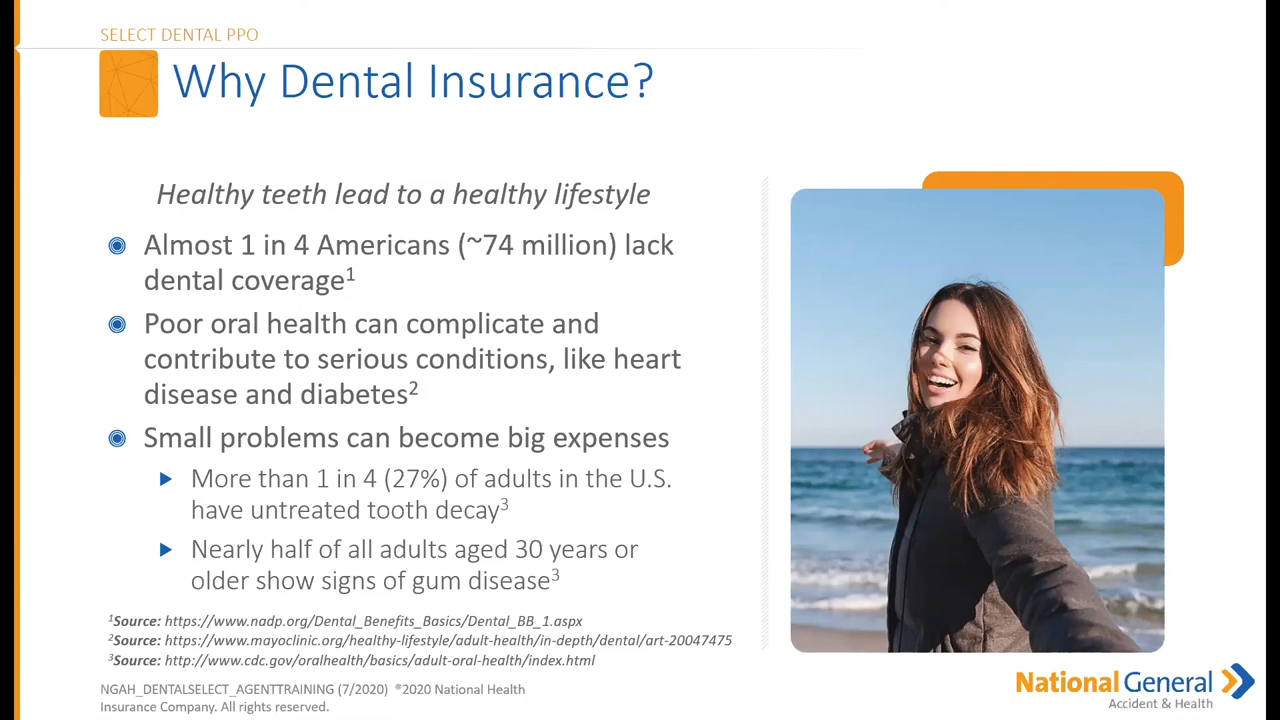 SELECT DENTAL PPO
Why Dental Insurance?
Healthy teeth lead to a healthy lifestyle
Almost 1 in 4 Americans (~74 million) lack
dental coverage¹
Poor oral health can complicate and
contribute to serious conditions, like heart
disease and diabetes²
Small problems can become big expenses
More than 1 in 4 (27%) of adults in the U.S.
have untreated tooth decay³
Nearly half of all adults aged 30 years or
older show signs of gum disease³
¹Source: https://www.nadp.org/Dental_Benefits_Basics/Dental_BB_1.aspx
²Source: https://www.mayoclinic.org/healthy-lifestyle/adult-health/in-depth/dental/art-20047475
³Source: http://www.cdc.gov/oralhealth/basics/adult-oral-health/index.html
NGAH_DENTALSELECT_AGENTTRAINING (7/2020) ®2020 National Health
Insurance Company. All rights reserved.
National General
Accident & Health